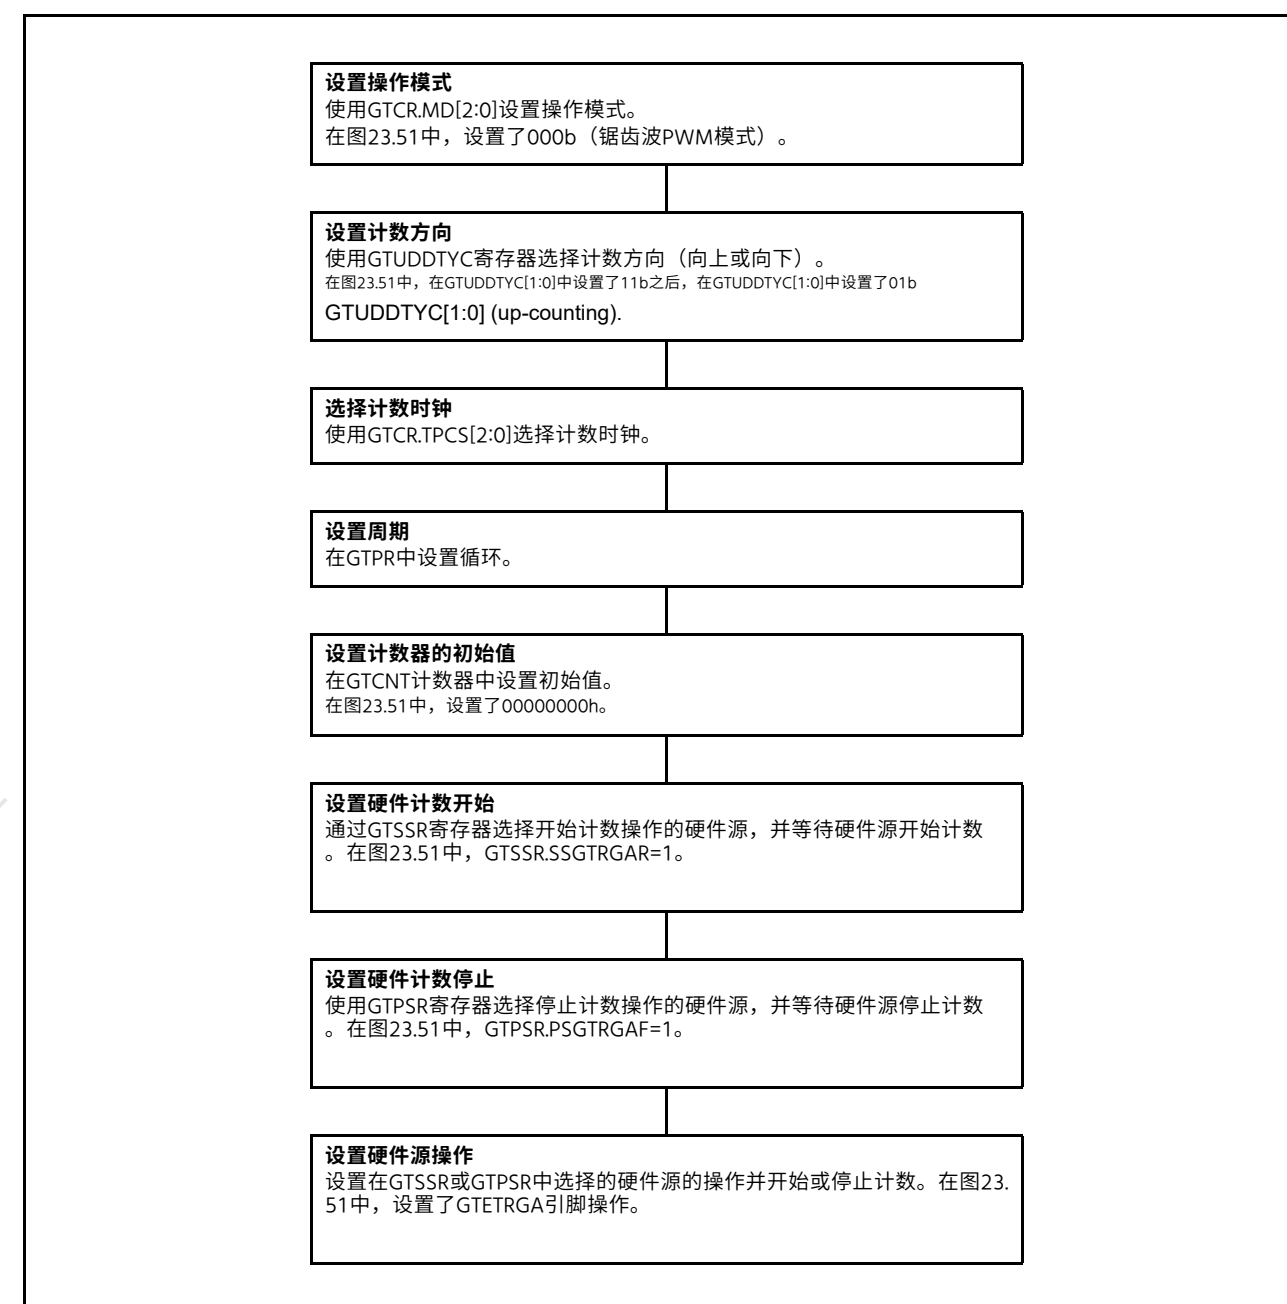 设置操作模式
使用GTCR.MD[2:0]设置操作模式。
在图23.51中，设置了000b（锯齿波PWM模式）。
设置计数方向
使用GTUDDTYC寄存器选择计数方向（向上或向下）。
在图23.51中，在GTUDDTYC[1:0]中设置了11b之后，在GTUDDTYC[1:0]中设置了01b
GTUDDTYC[1:0] (up-counting).
选择计数时钟
使用GTCR.TPCS[2:0]选择计数时钟。
设置周期
在GTPR中设置循环。
设置计数器的初始值
在GTCNT计数器中设置初始值。
在图23.51中，设置了00000000h。
设置硬件计数开始
通过GTSSR寄存器选择开始计数操作的硬件源，并等待硬件源开始计数
。在图23.51中，GTSSR.SSGTRGAR=1。
设置硬件计数停止
使用GTPSR寄存器选择停止计数操作的硬件源，并等待硬件源停止计数
。在图23.51中，GTPSR.PSGTRGAF=1。
设置硬件源操作
设置在GTSSR或GTPSR中选择的硬件源的操作并开始或停止计数。在图23.
51中，设置了GTETRGA引脚操作。